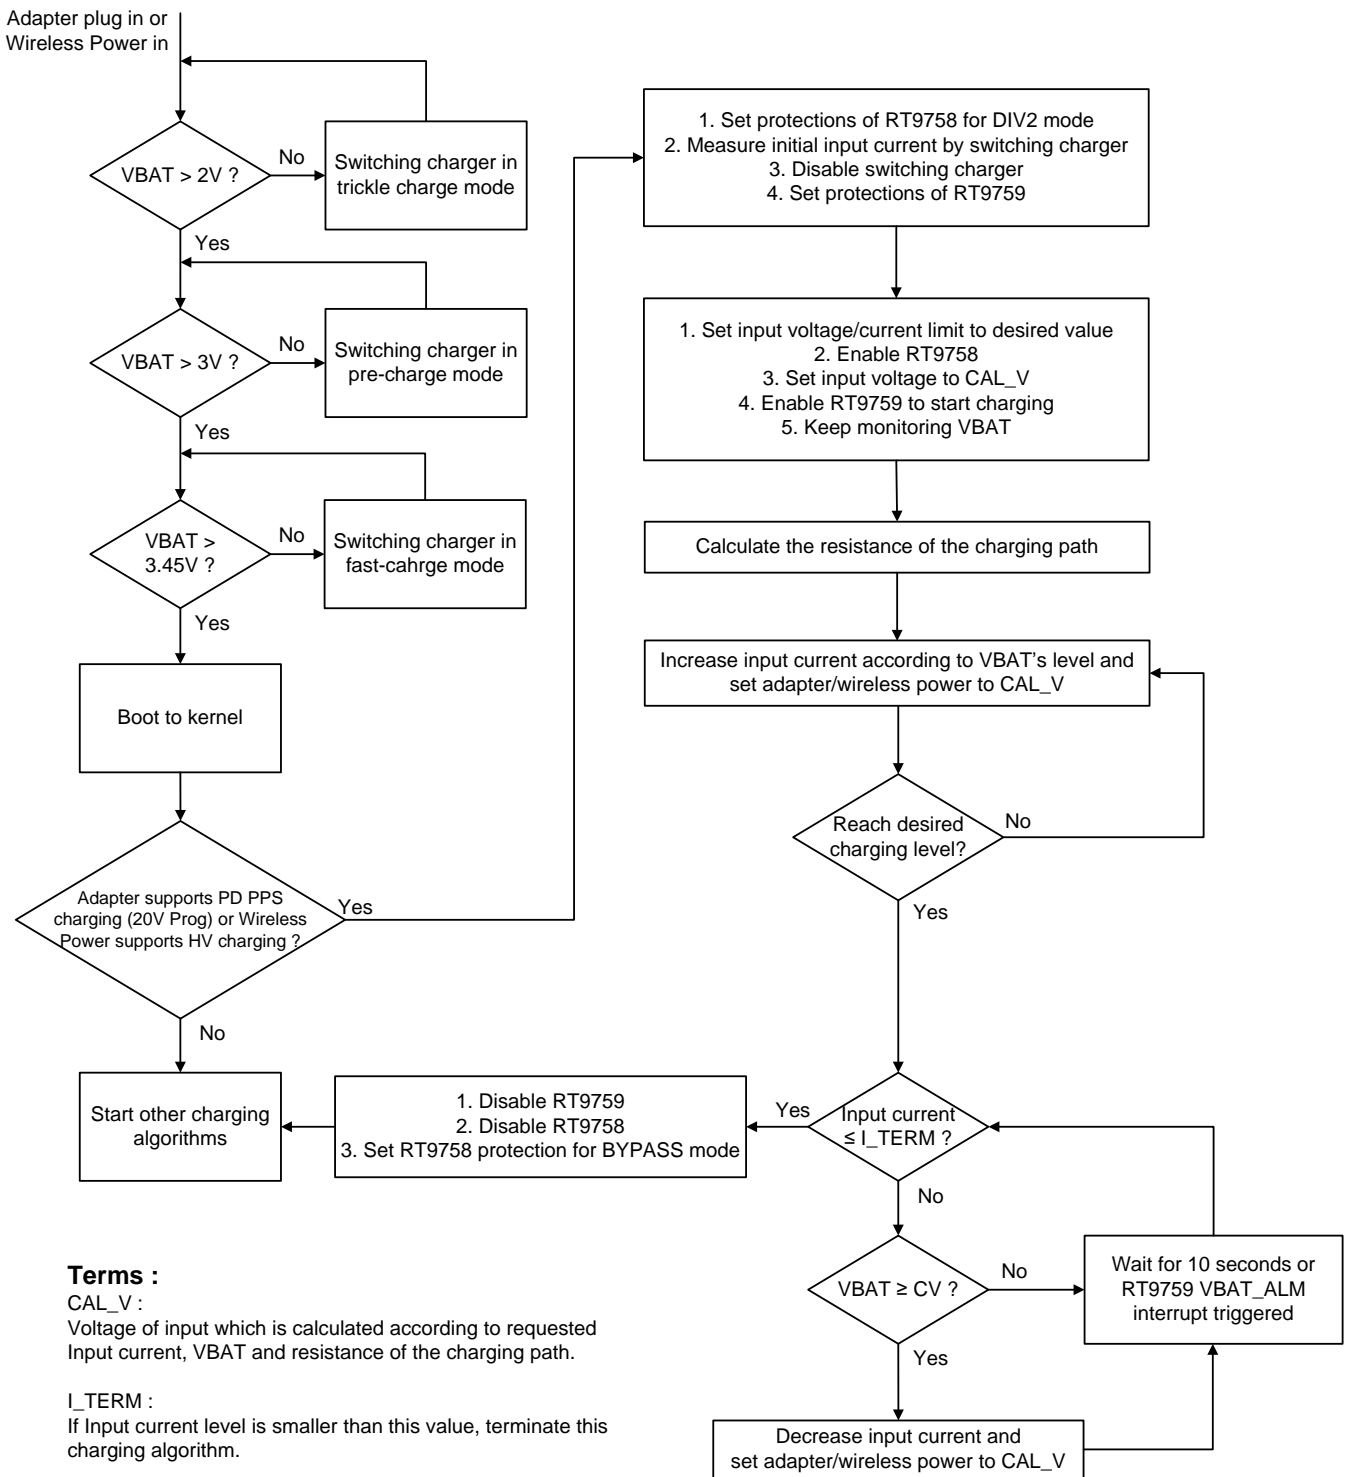 Adapter plug in or
Wireless Power in
VBAT > 2V ?
No
Switching charger in
trickle charge mode
Yes
VBAT > 3V ?
No
Switching charger in
pre-charge mode
Yes
VBAT >
3.45V ?
No
Switching charger in
fast-cahrge mode
Yes
Boot to kernel
Adapter supports PD PPS
charging (20V Prog) or Wireless
Power supports HV charging ?
Yes
No
Start other charging
algorithms
1. Set protections of RT9758 for DIV2 mode
2. Measure initial input current by switching charger
3. Disable switching charger
4. Set protections of RT9759
1. Set input voltage/current limit to desired value
2. Enable RT9758
3. Set input voltage to CAL_V
4. Enable RT9759 to start charging
5. Keep monitoring VBAT
Calculate the resistance of the charging path
Increase input current according to VBAT’s level and
set adapter/wireless power to CAL_V
Reach desired
charging level?
No
Yes
Input current
≤ I_TERM ?
Yes
1. Disable RT9759
2. Disable RT9758
3. Set RT9758 protection for BYPASS mode
No
VBAT ≥ CV ?
No
Wait for 10 seconds or
RT9759 VBAT_ALM
interrupt triggered
Yes
Decrease input current and
set adapter/wireless power to CAL_V
Terms :
CAL_V :
Voltage of input which is calculated according to requested
Input current, VBAT and resistance of the charging path.
I_TERM :
If Input current level is smaller than this value, terminate this
charging algorithm.